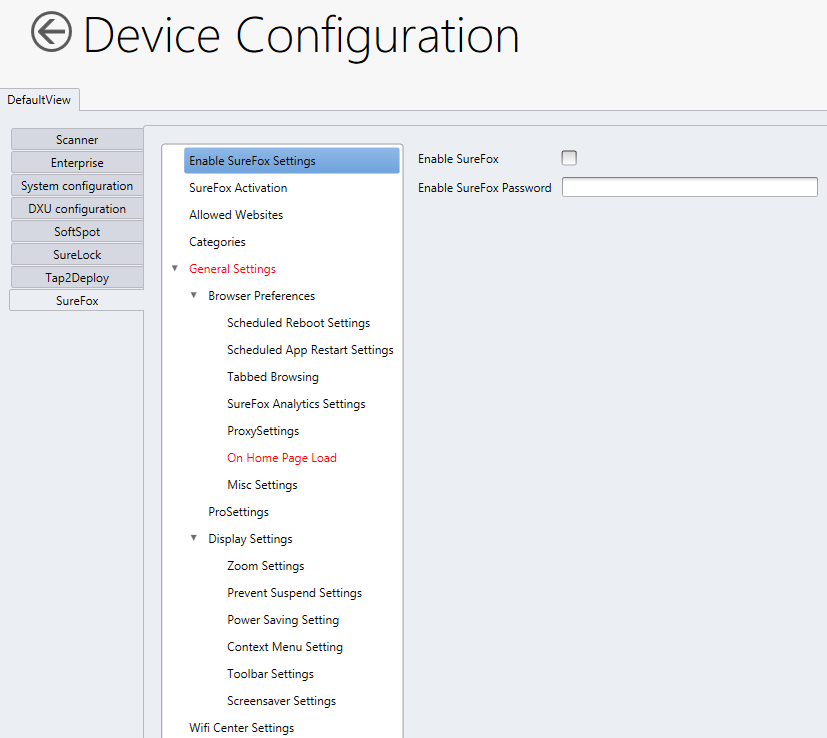 Device Configuration
DefaultView
Scanner
Enterprise
System configuration
DXU configuration
SoftSpot
SureLock
Tap2Deploy
SureFox
Enable SureFox Settings
SureFox Activation
Allowed Websites
Categories
General Settings
Browser Preferences
Scheduled Reboot Settings
Scheduled App Restart Settings
Tabbed Browsing
SureFox Analytics Settings
ProxySettings
On Home Page Load
Misc Settings
ProSettings
Display Settings
Zoom Settings
Prevent Suspend Settings
Power Saving Setting
Context Menu Setting
Toolbar Settings
Screensaver Settings
Wifi Center Settings
Enable SureFox
Enable SureFox Password